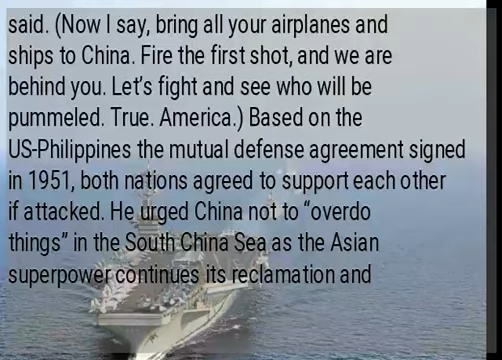 said. (Now I say, bring all your airplanes and
ships to China. Fire the first shot, and we are
behind you. Let's fight and see who will be
pummeled. True. America.) Based on the
US-Philippines the mutual defense agreement signed
in 1951, both nations agreed to support each other
if attacked. He urged China not to “overdo
things” in the South China Sea as the Asian
superpower continues its reclamation and